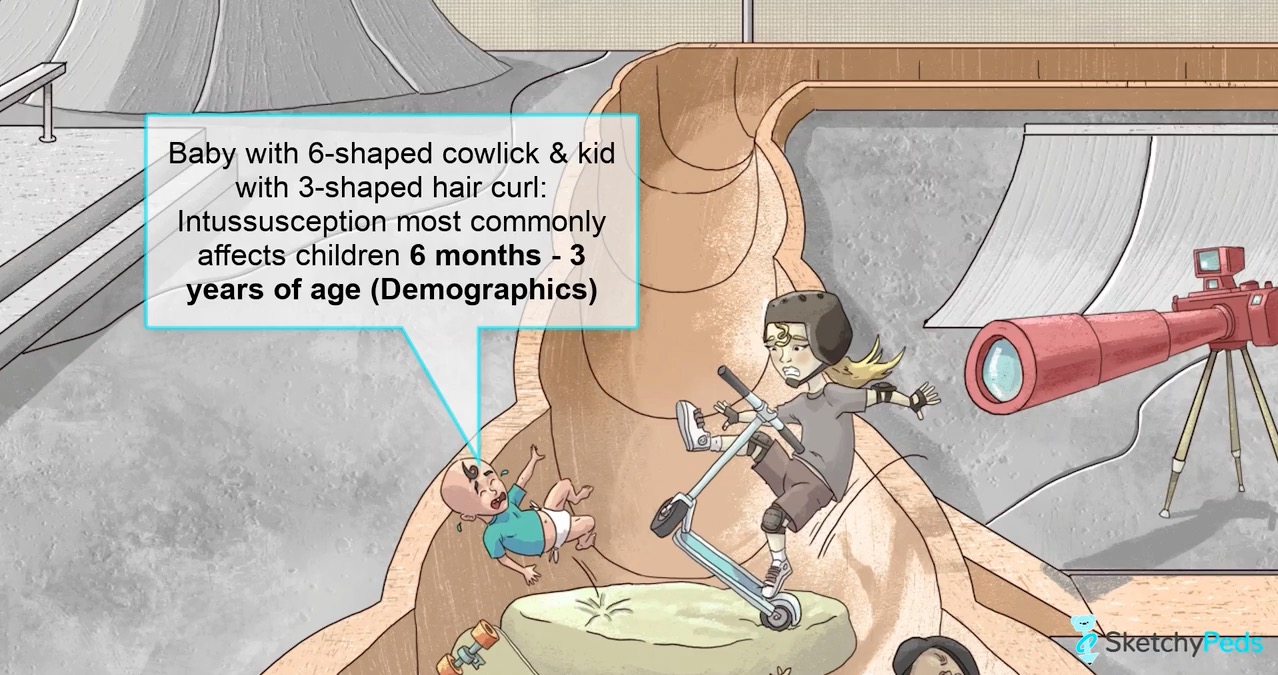 Baby with 6-shaped cowlick & kid
with 3-shaped hair curl:
Intussusception most commonly
affects children 6 months - 3
years of age (Demographics)
SketchyPeds